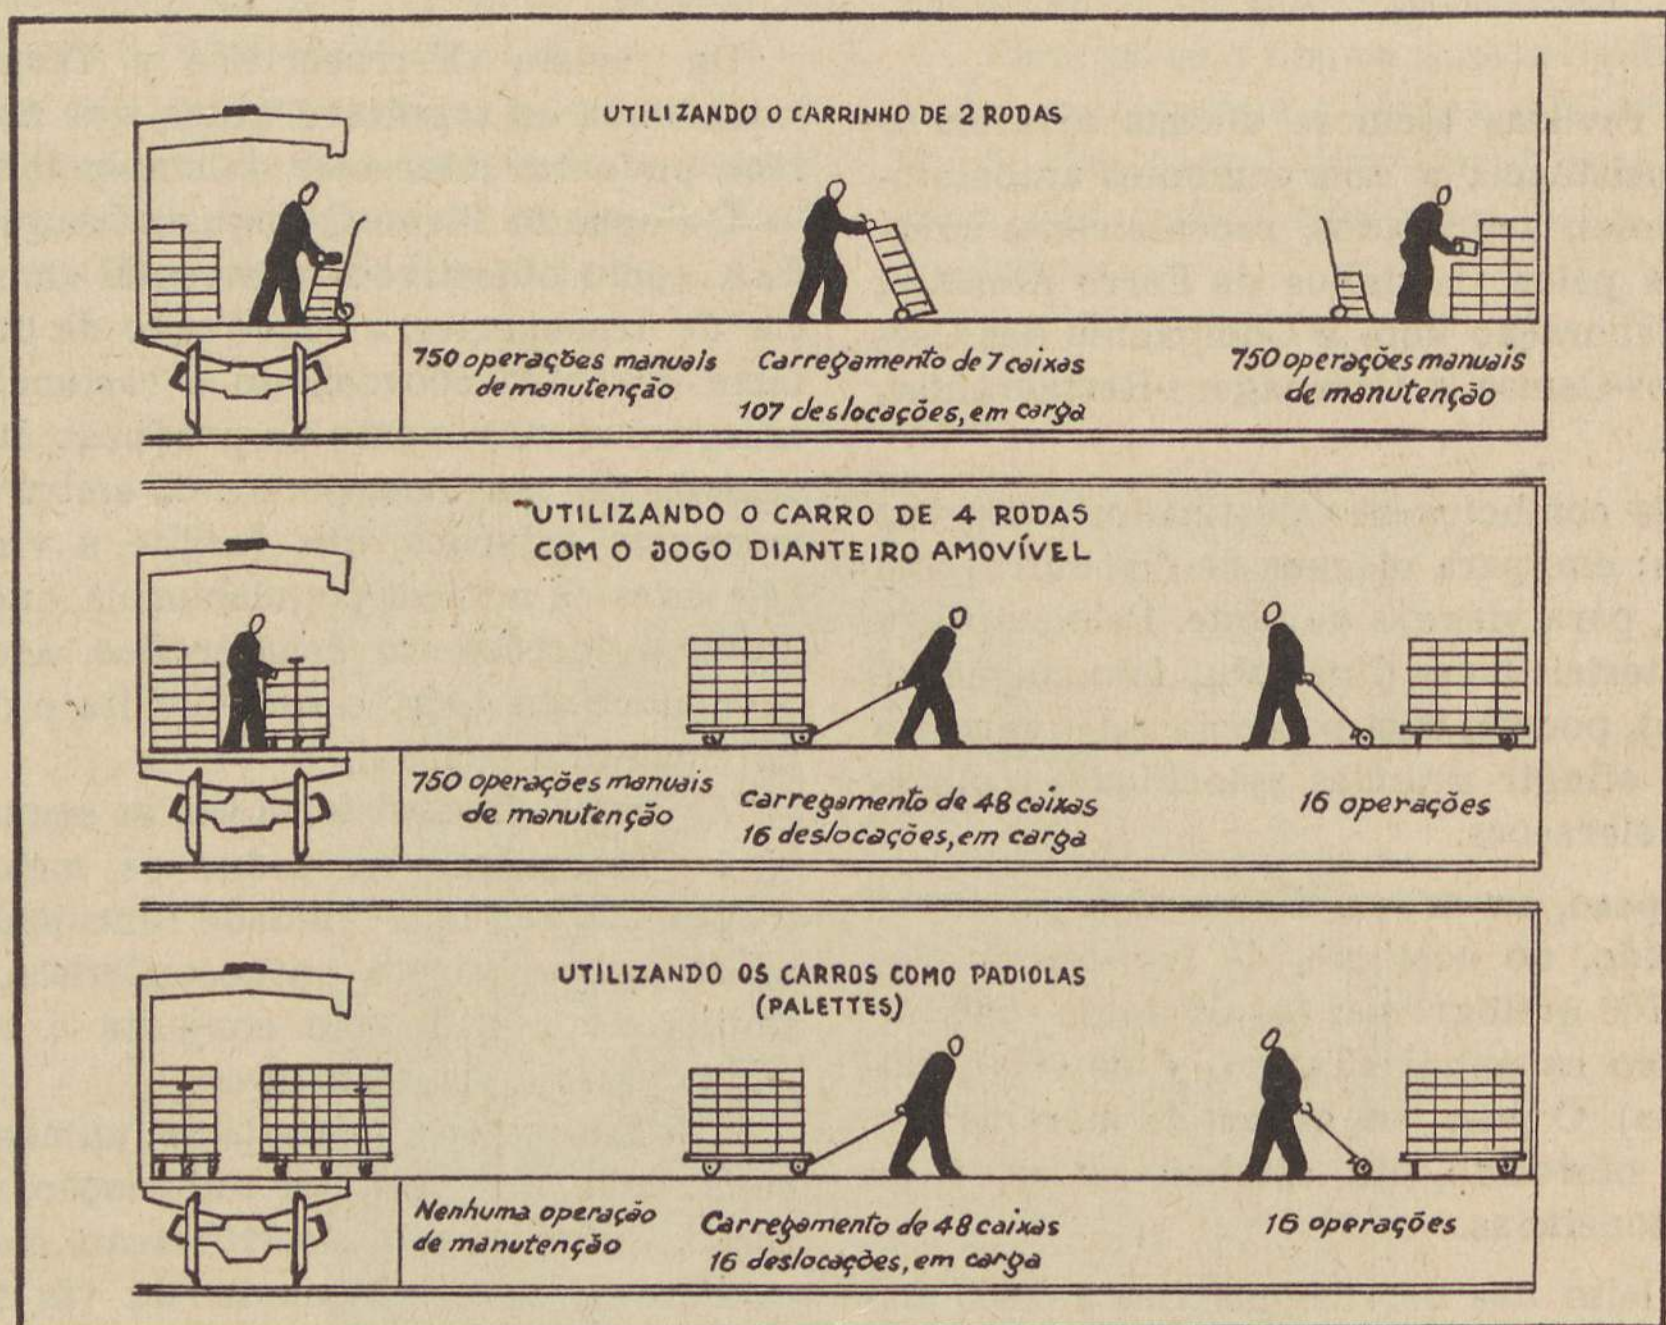 UTILIZANDO O CARRINHO DE 2 RODAS
750 operações manuais
de manutenção
Carregamento de 7 caixas
107 deslocações, em carga
750 operações manuais
de manutenção
UTILIZANDO O CARRO DE 4 RODAS
COM O JOGO DIANTEIRO AMOVÍVEL
750 operações manuais
de manutenção
Carregamento de 48 caixas
16 deslocações, em carga
16 operações
UTILIZANDO OS CARROS COMO PADIOLAS
(PALETTES)
Nenhuma operação
de manutenção
Carregamento de 48 caixas
16 deslocações, em carga
16 operações